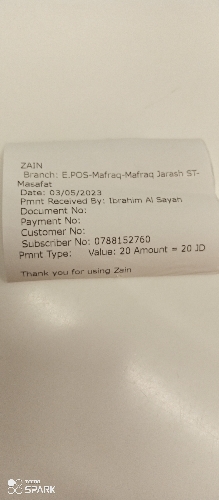 ZAIN
Branch: E.POS-Mafraq-Mafraq Jarash ST-
Masafat
Date: 03/05/2023
Pmnt Received By: Ibrahim Al Sayah
Document No:
Payment No:
Customer No:
Subscriber No: 0788152760
Pmnt Type: Value: 20 Amount = 20 JD
Thank you for using Zain
TECNO
SPARK